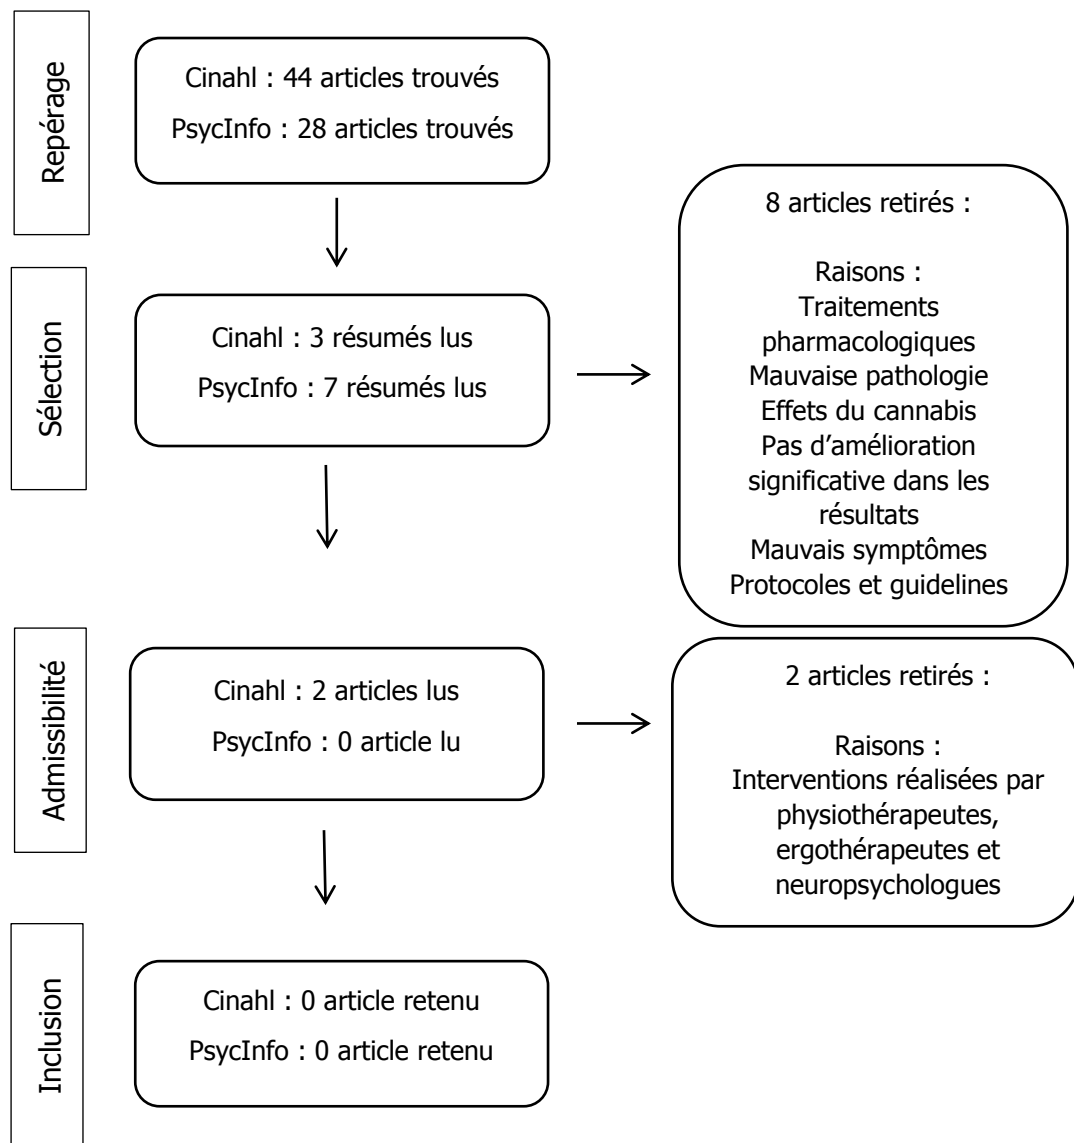 Repérage
Cinahl : 44 articles trouvés
PsycInfo : 28 articles trouvés
Sélection
Cinahl : 3 résumés lus
PsycInfo : 7 résumés lus
8 articles retirés :
Raisons :
Traitements
pharmacologiques
Mauvaise pathologie
Effets du cannabis
Pas d’amélioration
significative dans les
résultats
Mauvais symptômes
Protocoles et guidelines
Admissibilité
Cinahl : 2 articles lus
PsycInfo : 0 article lu
2 articles retirés :
Raisons :
Interventions réalisées par
physiothérapeutes,
ergothérapeutes et
neuropsychologues
Inclusion
Cinahl : 0 article retenu
PsycInfo : 0 article retenu